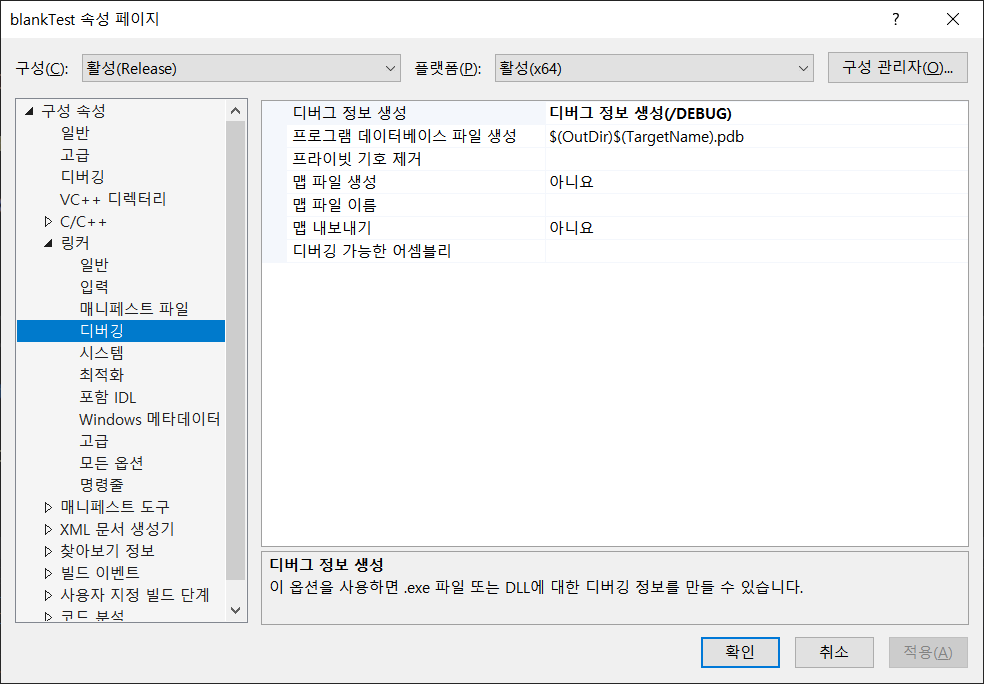 blankTest 속성 페이지
구성(C): 활성(Release) 플랫폼(P): 활성(x64) 구성 관리자(O)...
구성 속성
일반
고급
디버깅
VC++ 디렉터리
C/C++
링커
일반
입력
매니페스트 파일
디버깅
시스템
최적화
포함 IDL
Windows 메타데이터
고급
모든 옵션
명령줄
매니페스트 도구
XML 문서 생성기
찾아보기 정보
빌드 이벤트
사용자 지정 빌드 단계
코드 분석
디버그 정보 생성 디버그 정보 생성(/DEBUG)
프로그램 데이터베이스 파일 생성 $(OutDir)$(TargetName).pdb
프라이빗 기호 제거
맵 파일 생성 아니요
맵 파일 이름
맵 내보내기 아니요
디버깅 가능한 어셈블리
디버그 정보 생성
이 옵션을 사용하면 .exe 파일 또는 DLL에 대한 디버깅 정보를 만들 수 있습니다.
확인 취소 적용(A)